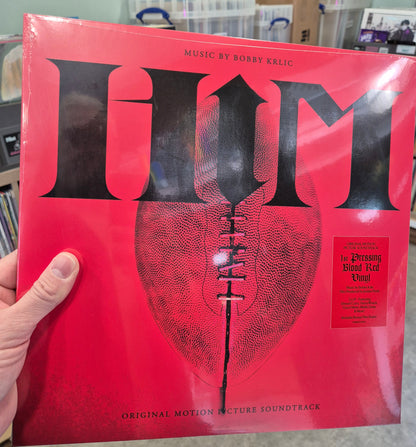 MUSIC BY BOBBY KRLIC
HIM
1st Pressing
Blood Red
Vinyl
ORIGINAL MOTION PICTURE SOUNDTRACK